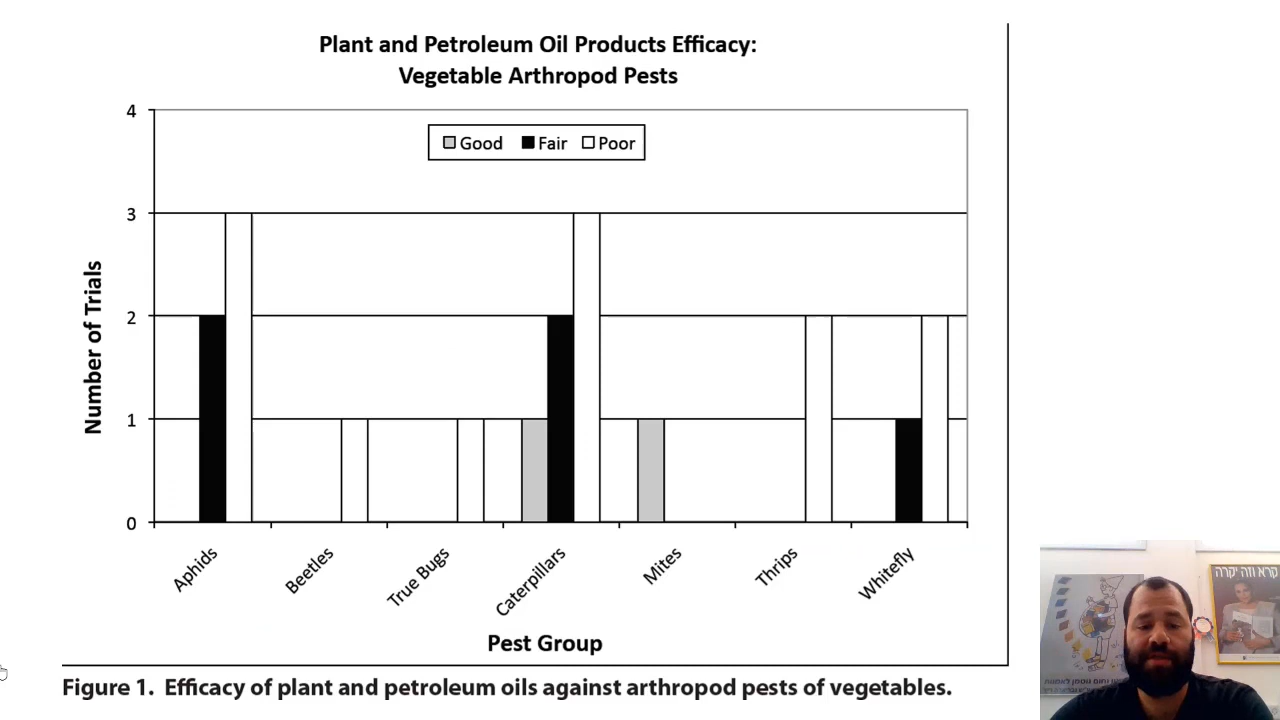 Plant and Petroleum Oil Products Efficacy:
Vegetable Arthropod Pests
4
Good Fair Poor
3
2
1
0
Number of Trials
Aphids
Beetles
True Bugs
Caterpillars
Mites
Thrips
Whitefly
Pest Group
Figure 1. Efficacy of plant and petroleum oils against arthropod pests of vegetables.
קרא וזה יקרה